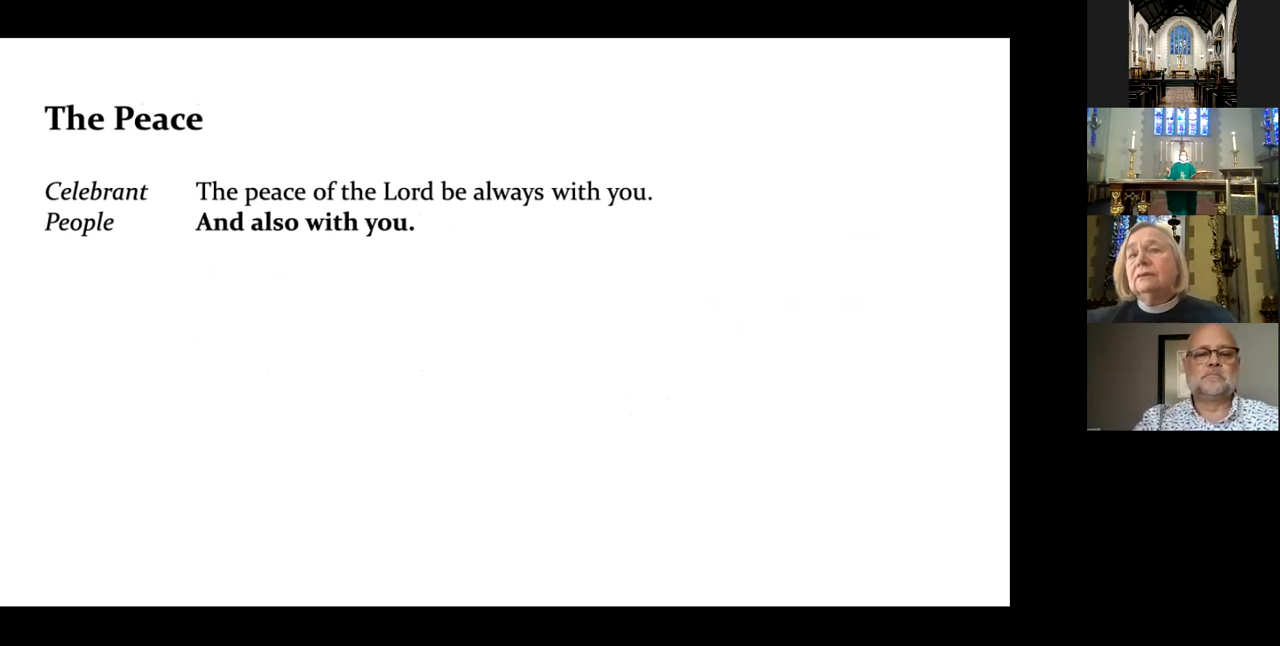 The Peace
Celebrant The peace of the Lord be always with you.
People And also with you.